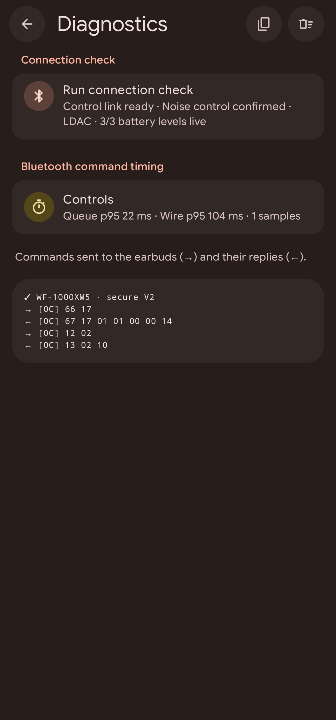 Diagnostics
Connection check
Run connection check
Control link ready · Noise control confirmed ·
LDAC · 3/3 battery levels live
Bluetooth command timing
Controls
Queue p95 22 ms · Wire p95 104 ms · 1 samples
Commands sent to the earbuds (→) and their replies (←).
✓ WF-1000XM5 · secure V2
→ [0C] 66 17
← [0C] 67 17 01 01 00 00 14
→ [0C] 12 02
← [0C] 13 02 10